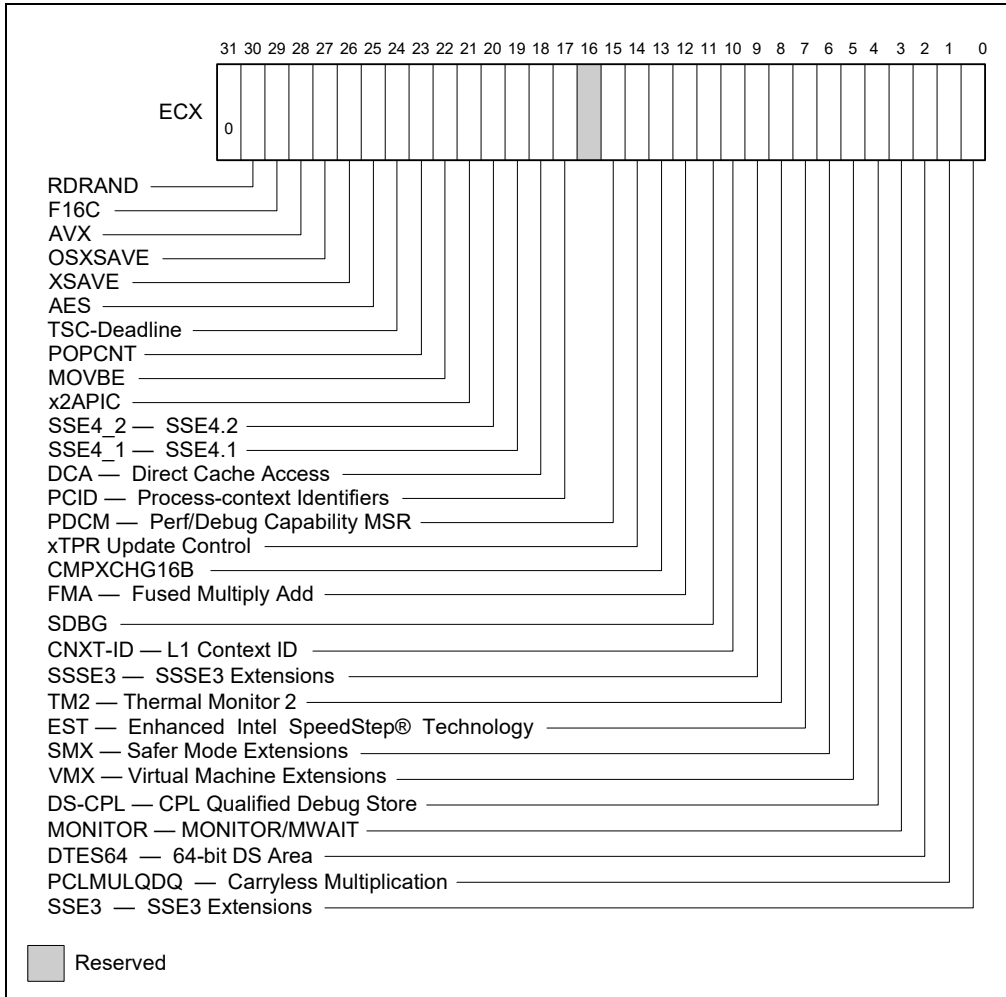 31 30 29 28 27 26 25 24 23 22 21 20 19 18 17 16 15 14 13 12 11 10 9 8 7 6 5 4 3 2 1 0
ECX
0
RDRAND
F16C
AVX
OSXSAVE
XSAVE
AES
TSC-Deadline
POPCNT
MOVBE
x2APIC
SSE4_2 — SSE4.2
SSE4_1 — SSE4.1
DCA — Direct Cache Access
PCID — Process-context Identifiers
PDCM — Perf/Debug Capability MSR
xTPR Update Control
CMPXCHG16B
FMA — Fused Multiply Add
SDBG
CNXT-ID — L1 Context ID
SSSE3 — SSSE3 Extensions
TM2 — Thermal Monitor 2
EST — Enhanced Intel SpeedStep® Technology
SMX — Safer Mode Extensions
VMX — Virtual Machine Extensions
DS-CPL — CPL Qualified Debug Store
MONITOR — MONITOR/MWAIT
DTES64 — 64-bit DS Area
PCLMULQDQ — Carryless Multiplication
SSE3 — SSE3 Extensions
Reserved